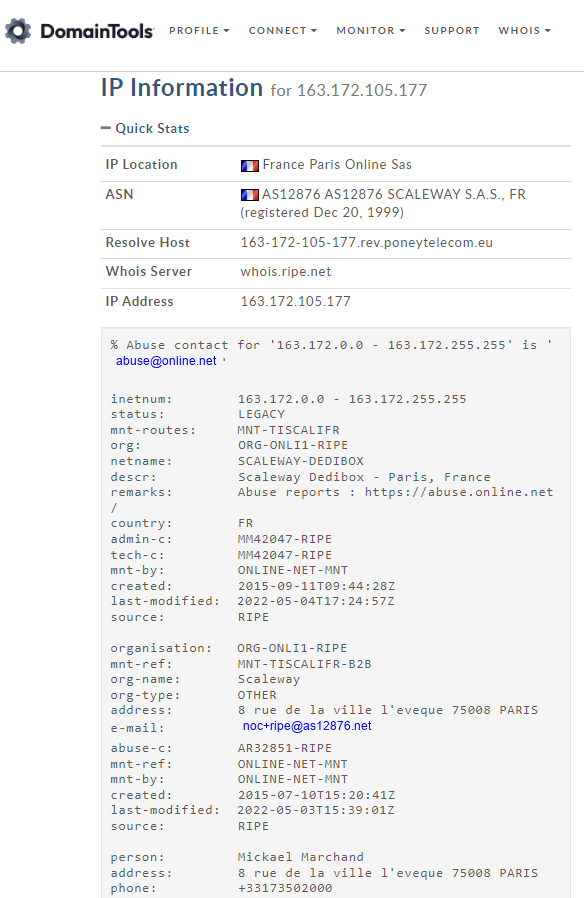 DomainTools PROFILE CONNECT MONITOR SUPPORT WHOIS
IP Information for 163.172.105.177
Quick Stats
IP Location France Paris Online Sas
ASN AS12876 AS12876 SCALEWAY S.A.S., FR
(registered Dec 20, 1999)
Resolve Host 163-172-105-177.rev.poneytelecom.eu
Whois Server whois.ripe.net
IP Address 163.172.105.177
% Abuse contact for '163.172.0.0 - 163.172.255.255' is '
abuse@online.net '
inetnum: 163.172.0.0 - 163.172.255.255
status: LEGACY
mnt-routes: MNT-TISCALIFR
org: ORG-ONLI1-RIPE
netname: SCALEWAY-DEDIBOX
descr: Scaleway Dedibox - Paris, France
remarks: Abuse reports : https://abuse.online.net
/
country: FR
admin-c: MM42047-RIPE
tech-c: MM42047-RIPE
mnt-by: ONLINE-NET-MNT
created: 2015-09-11T09:44:28Z
last-modified: 2022-05-04T17:24:57Z
source: RIPE
organisation: ORG-ONLI1-RIPE
mnt-ref: MNT-TISCALIFR-B2B
org-name: Scaleway
org-type: OTHER
address: 8 rue de la ville l'eveque 75008 PARIS
e-mail: noc+ripe@as12876.net
abuse-c: AR32851-RIPE
mnt-ref: ONLINE-NET-MNT
mnt-by: ONLINE-NET-MNT
created: 2015-07-10T15:20:41Z
last-modified: 2022-05-03T15:39:01Z
source: RIPE
person: Mickael Marchand
address: 8 rue de la ville l'eveque 75008 PARIS
phone: +33173502000